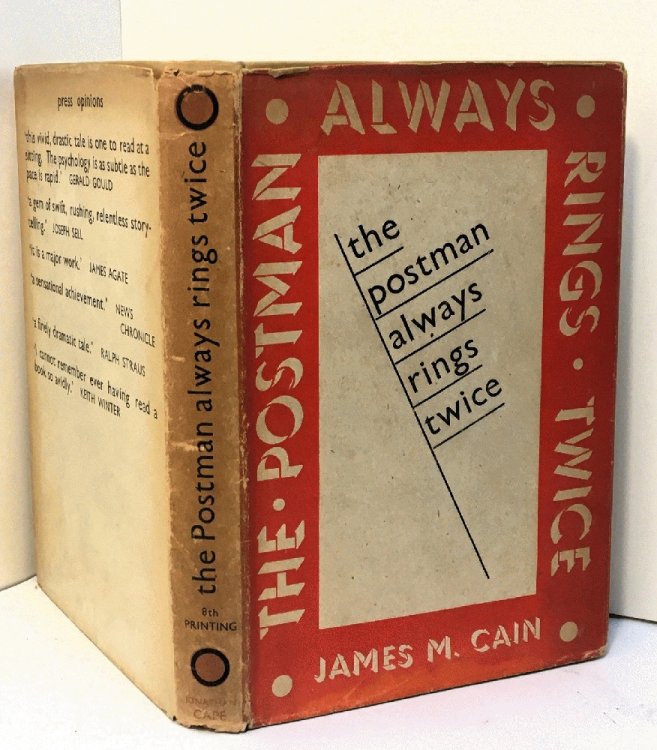 press opinions
'this vivid, drastic tale is one to read at a
sitting. The psychology is as subtle as the
pace is rapid.' GERALD GOULD
'a gem of swift, rushing, relentless story-
telling.' JOSEPH SELL
'It is a major work.' JAMES AGATE
'a sensational achievement.' NEWS
CHRONICLE
'a finely dramatic tale.' RALPH STRAUS
'I cannot remember ever having read a
book so avidly.' KEITH WINTER
the Postman always rings twice
8th
PRINTING
JONATHAN
CAPE
THE · POSTMAN
· ALWAYS ·
RINGS · TWICE
the
postman
always
rings
twice
· JAMES M. CAIN ·